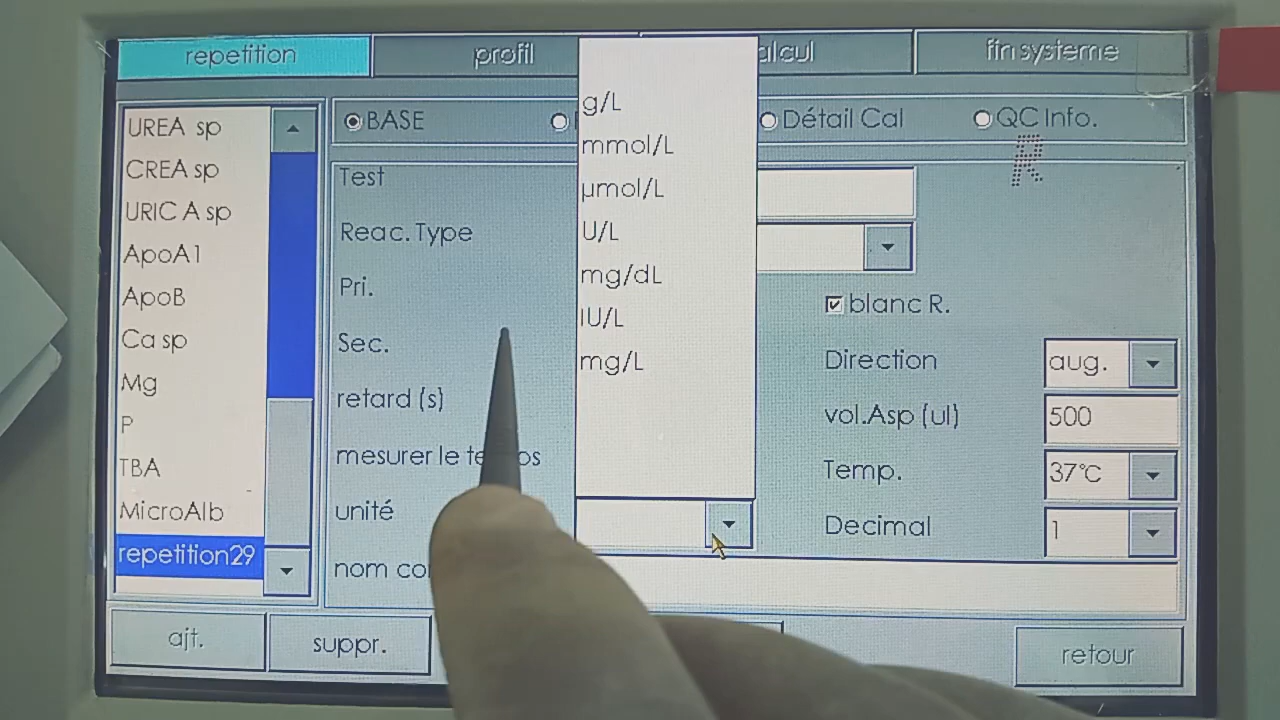 repetition profil alcul fin systeme
BASE Détail Cal QC Info.
UREA sp
CREA sp
URIC A sp
ApoA1
ApoB
Ca sp
Mg
P
TBA
MicroAlb
repetition29
ajt. suppr.
Test
Reac. Type
Pri.
Sec.
retard (s)
mesurer le te ps
unité
nom co
g/L
mmol/L
µmol/L
U/L
mg/dL
IU/L
mg/L
R
blanc R.
Direction aug.
vol.Asp (ul) 500
Temp. 37°C
Decimal 1
retour